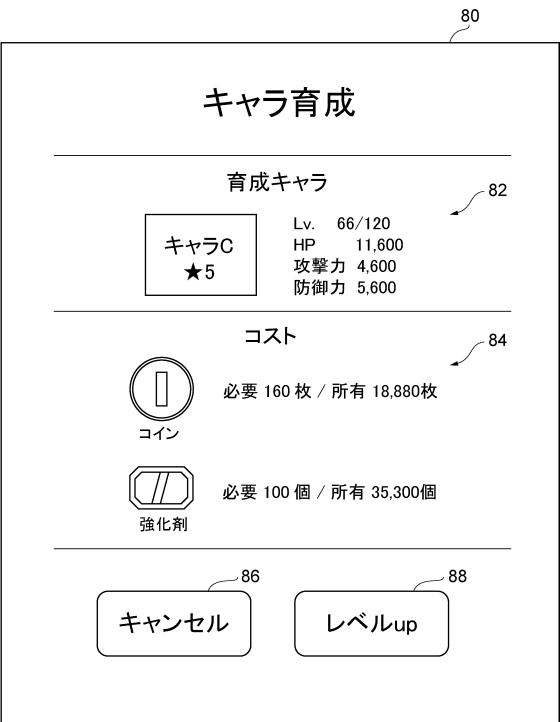 80
キャラ育成
育成キャラ
82
キャラC
★5
Lv. 66/120
HP 11,600
攻撃力 4,600
防御力 5,600
コスト
84
必要 160 枚 / 所有 18,880枚
コイン
必要 100 個 / 所有 35,300個
強化剤
86
キャンセル
88
レベルup